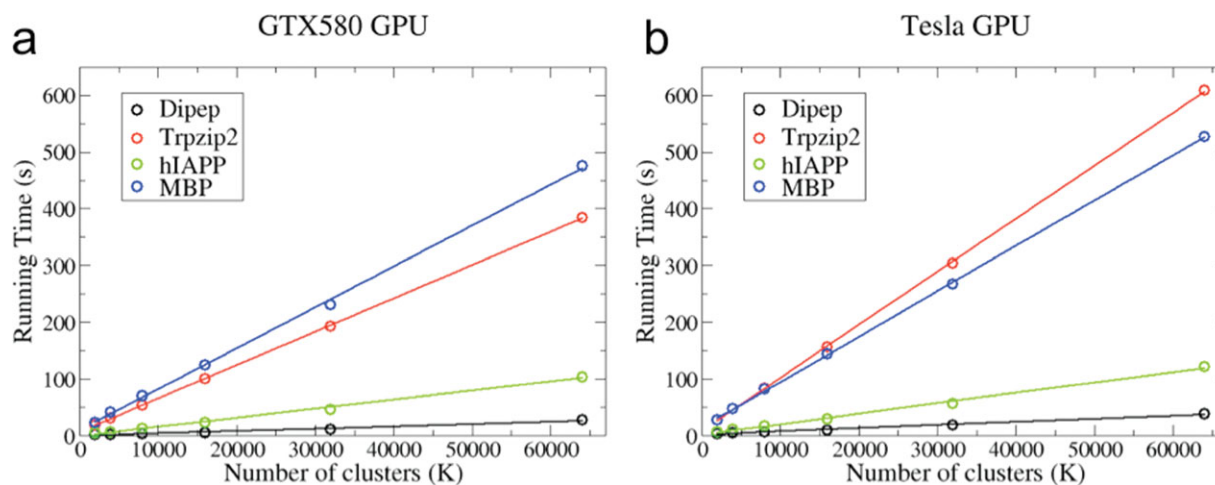 a
GTX580 GPU
Running Time (s)
600
500
400
300
200
100
0
Dipep
Trpzip2
hIAPP
MBP
0 10000 20000 30000 40000 50000 60000
Number of clusters (K)
b
Tesla GPU
Running Time (s)
600
500
400
300
200
100
0
Dipep
Trpzip2
hIAPP
MBP
0 10000 20000 30000 40000 50000 60000
Number of clusters (K)